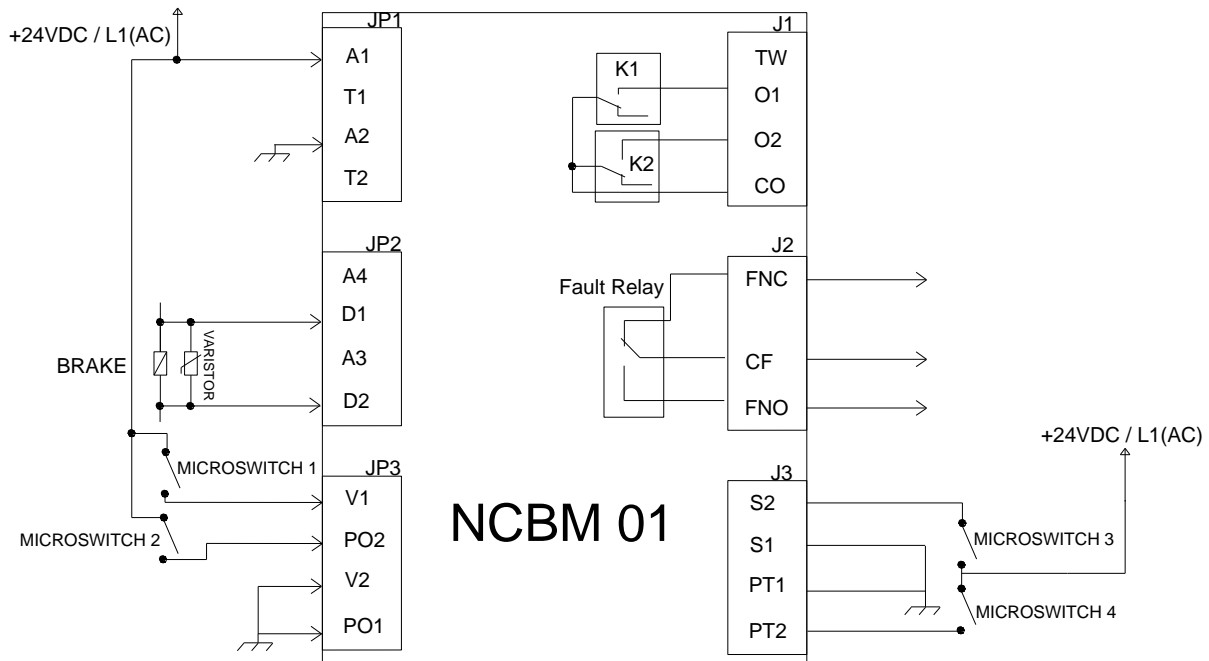 +24VDC / L1(AC)
JP1
A1
T1
A2
T2
JP2
A4
D1
A3
D2
BRAKE
VARISTOR
MICROSWITCH 1
MICROSWITCH 2
JP3
V1
PO2
V2
PO1
NCBM 01
K1
K2
J1
TW
O1
O2
CO
Fault Relay
J2
FNC
CF
FNO
+24VDC / L1(AC)
J3
S2
S1
PT1
PT2
MICROSWITCH 3
MICROSWITCH 4